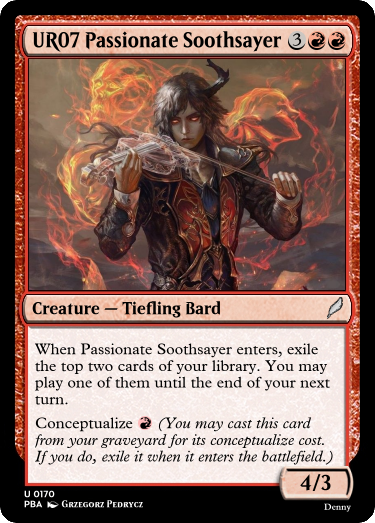 UR07 Passionate Soothsayer 3
Creature — Tiefling Bard
When Passionate Soothsayer enters, exile
the top two cards of your library. You may
play one of them until the end of your next
turn.
Conceptualize (You may cast this card
from your graveyard for its conceptualize cost.
If you do, exile it when it enters the battlefield.)
4/3
U 0170
PBA GRZEGORZ PEDRYCZ
Denny